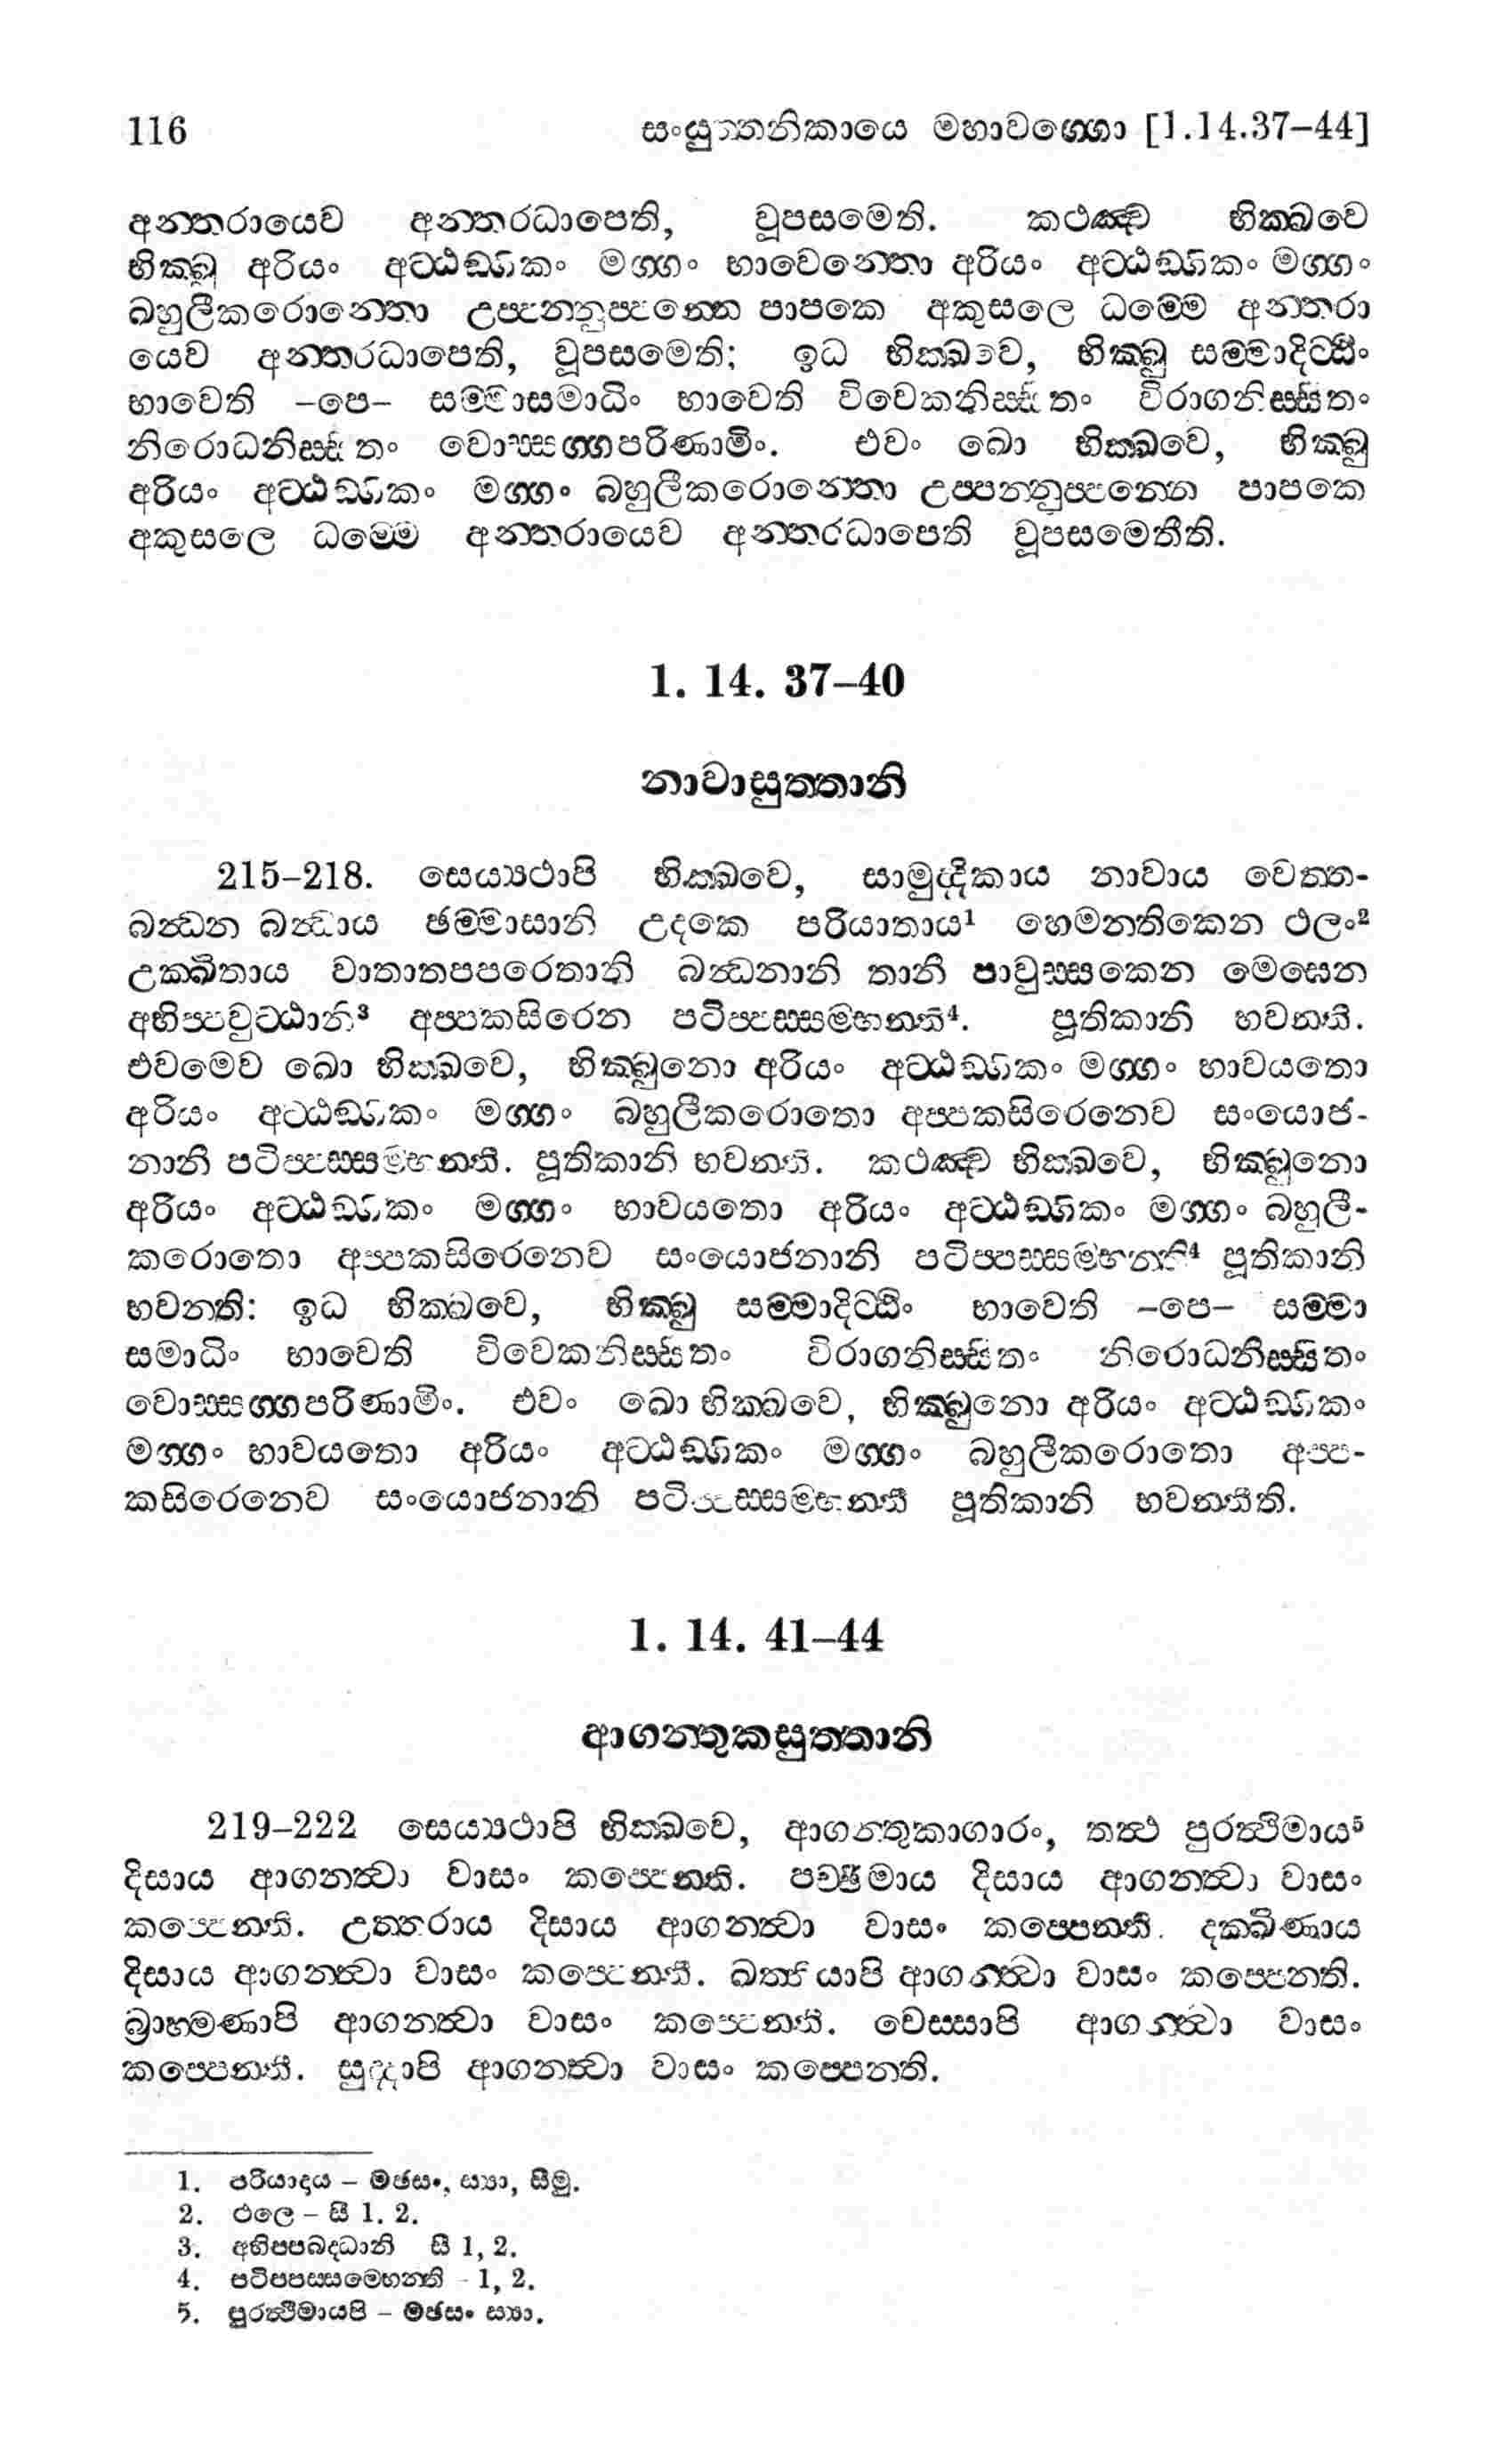 116 සංයුත්තනිකායෙ මහාවග්ගො [1.14.37–44]
අන්තරායෙව අන්තරධාපෙති, වූපසමෙති. කථඤ්ච භික්ඛවෙ
භික්ඛු අරියං අට්ඨඞ්ගිකං මග්ගං භාවෙන්තො අරියං අට්ඨඞ්ගිකං මග්ගං
බහුලීකරොන්තො උප්පන්නුප්පන්නෙ පාපකෙ අකුසලෙ ධම්මෙ අන්තරා
යෙව අන්තරධාපෙති, වූපසමෙති; ඉධ භික්ඛවෙ, භික්ඛු සම්මාදිට්ඨිං
භාවෙති –පෙ– සම්මාසමාධිං භාවෙති විවෙකනිස්සිතං විරාගනිස්සිතං
නිරොධනිස්සිතං වොස්සග්ගපරිණාමිං. එවං ඛො භික්ඛවෙ, භික්ඛු
අරියං අට්ඨඞ්ගිකං මග්ගං බහුලීකරොන්තො උප්පන්නුප්පන්නෙ පාපකෙ
අකුසලෙ ධම්මෙ අන්තරායෙව අන්තරධාපෙති වූපසමෙතීති.
1. 14. 37–40
නාවාසුත්තානි
215–218. සෙය්‍යථාපි භික්ඛවෙ, සාමුද්දිකාය නාවාය වෙත්ත-
බන්ධන බන්ධාය ඡම්මාසානි උදකෙ පරියාතාය¹ හෙමන්තිකෙන ථලං²
උක්ඛිත්තාය වාතාතපපරෙතානි බන්ධනානි තානි පාවුස්සකෙන මෙඝෙන
අභිප්පවුට්ඨානි³ අප්පකසිරෙන පටිප්පස්සම්භන්ති⁴. පූතිකානි භවන්ති.
එවමෙව ඛො භික්ඛවෙ, භික්ඛුනො අරියං අට්ඨඞ්ගිකං මග්ගං භාවයතො
අරියං අට්ඨඞ්ගිකං මග්ගං බහුලීකරොතො අප්පකසිරෙනෙව සංයොජ-
නානි පටිප්පස්සම්භන්ති. පූතිකානි භවන්ති. කථඤ්ච භික්ඛවෙ, භික්ඛුනො
අරියං අට්ඨඞ්ගිකං මග්ගං භාවයතො අරියං අට්ඨඞ්ගිකං මග්ගං බහුලී-
කරොතො අප්පකසිරෙනෙව සංයොජනානි පටිප්පස්සම්භන්ති⁴ පූතිකානි
භවන්ති: ඉධ භික්ඛවෙ, භික්ඛු සම්මාදිට්ඨිං භාවෙති –පෙ– සම්මා
සමාධිං භාවෙති විවෙකනිස්සිතං විරාගනිස්සිතං නිරොධනිස්සිතං
වොස්සග්ගපරිණාමිං. එවං ඛො භික්ඛවෙ, භික්ඛුනො අරියං අට්ඨඞ්ගිකං
මග්ගං භාවයතො අරියං අට්ඨඞ්ගිකං මග්ගං බහුලීකරොතො අප්ප-
කසිරෙනෙව සංයොජනානි පටිප්පස්සම්භන්ති පූතිකානි භවන්තීති.
1. 14. 41–44
ආගන්තුකසුත්තානි
219–222 සෙය්‍යථාපි භික්ඛවෙ, ආගන්තුකාගාරං, තත්ථ පුරත්ථිමාය⁵
දිසාය ආගන්ත්වා වාසං කප්පෙන්ති. පච්ඡිමාය දිසාය ආගන්ත්වා වාසං
කප්පෙන්ති. උත්තරාය දිසාය ආගන්ත්වා වාසං කප්පෙන්ති. දක්ඛිණාය
දිසාය ආගන්ත්වා වාසං කප්පෙන්ති. ඛත්තියාපි ආගන්ත්වා වාසං කප්පෙන්ති.
බ්‍රාහ්මණාපි ආගන්ත්වා වාසං කප්පෙන්ති. වෙස්සාපි ආගන්ත්වා වාසං
කප්පෙන්ති. සුද්දාපි ආගන්ත්වා වාසං කප්පෙන්ති.
1. පරියාදාය – මඡසං, ස්‍යා, සීමු.
2. ථලෙ – සී 1. 2.
3. අභිප්පබද්ධානි සී 1, 2.
4. පටිප්පස්සම්භෙන්ති - 1, 2.
5. පුරත්ථිමායපි – මඡසං ස්‍යා.